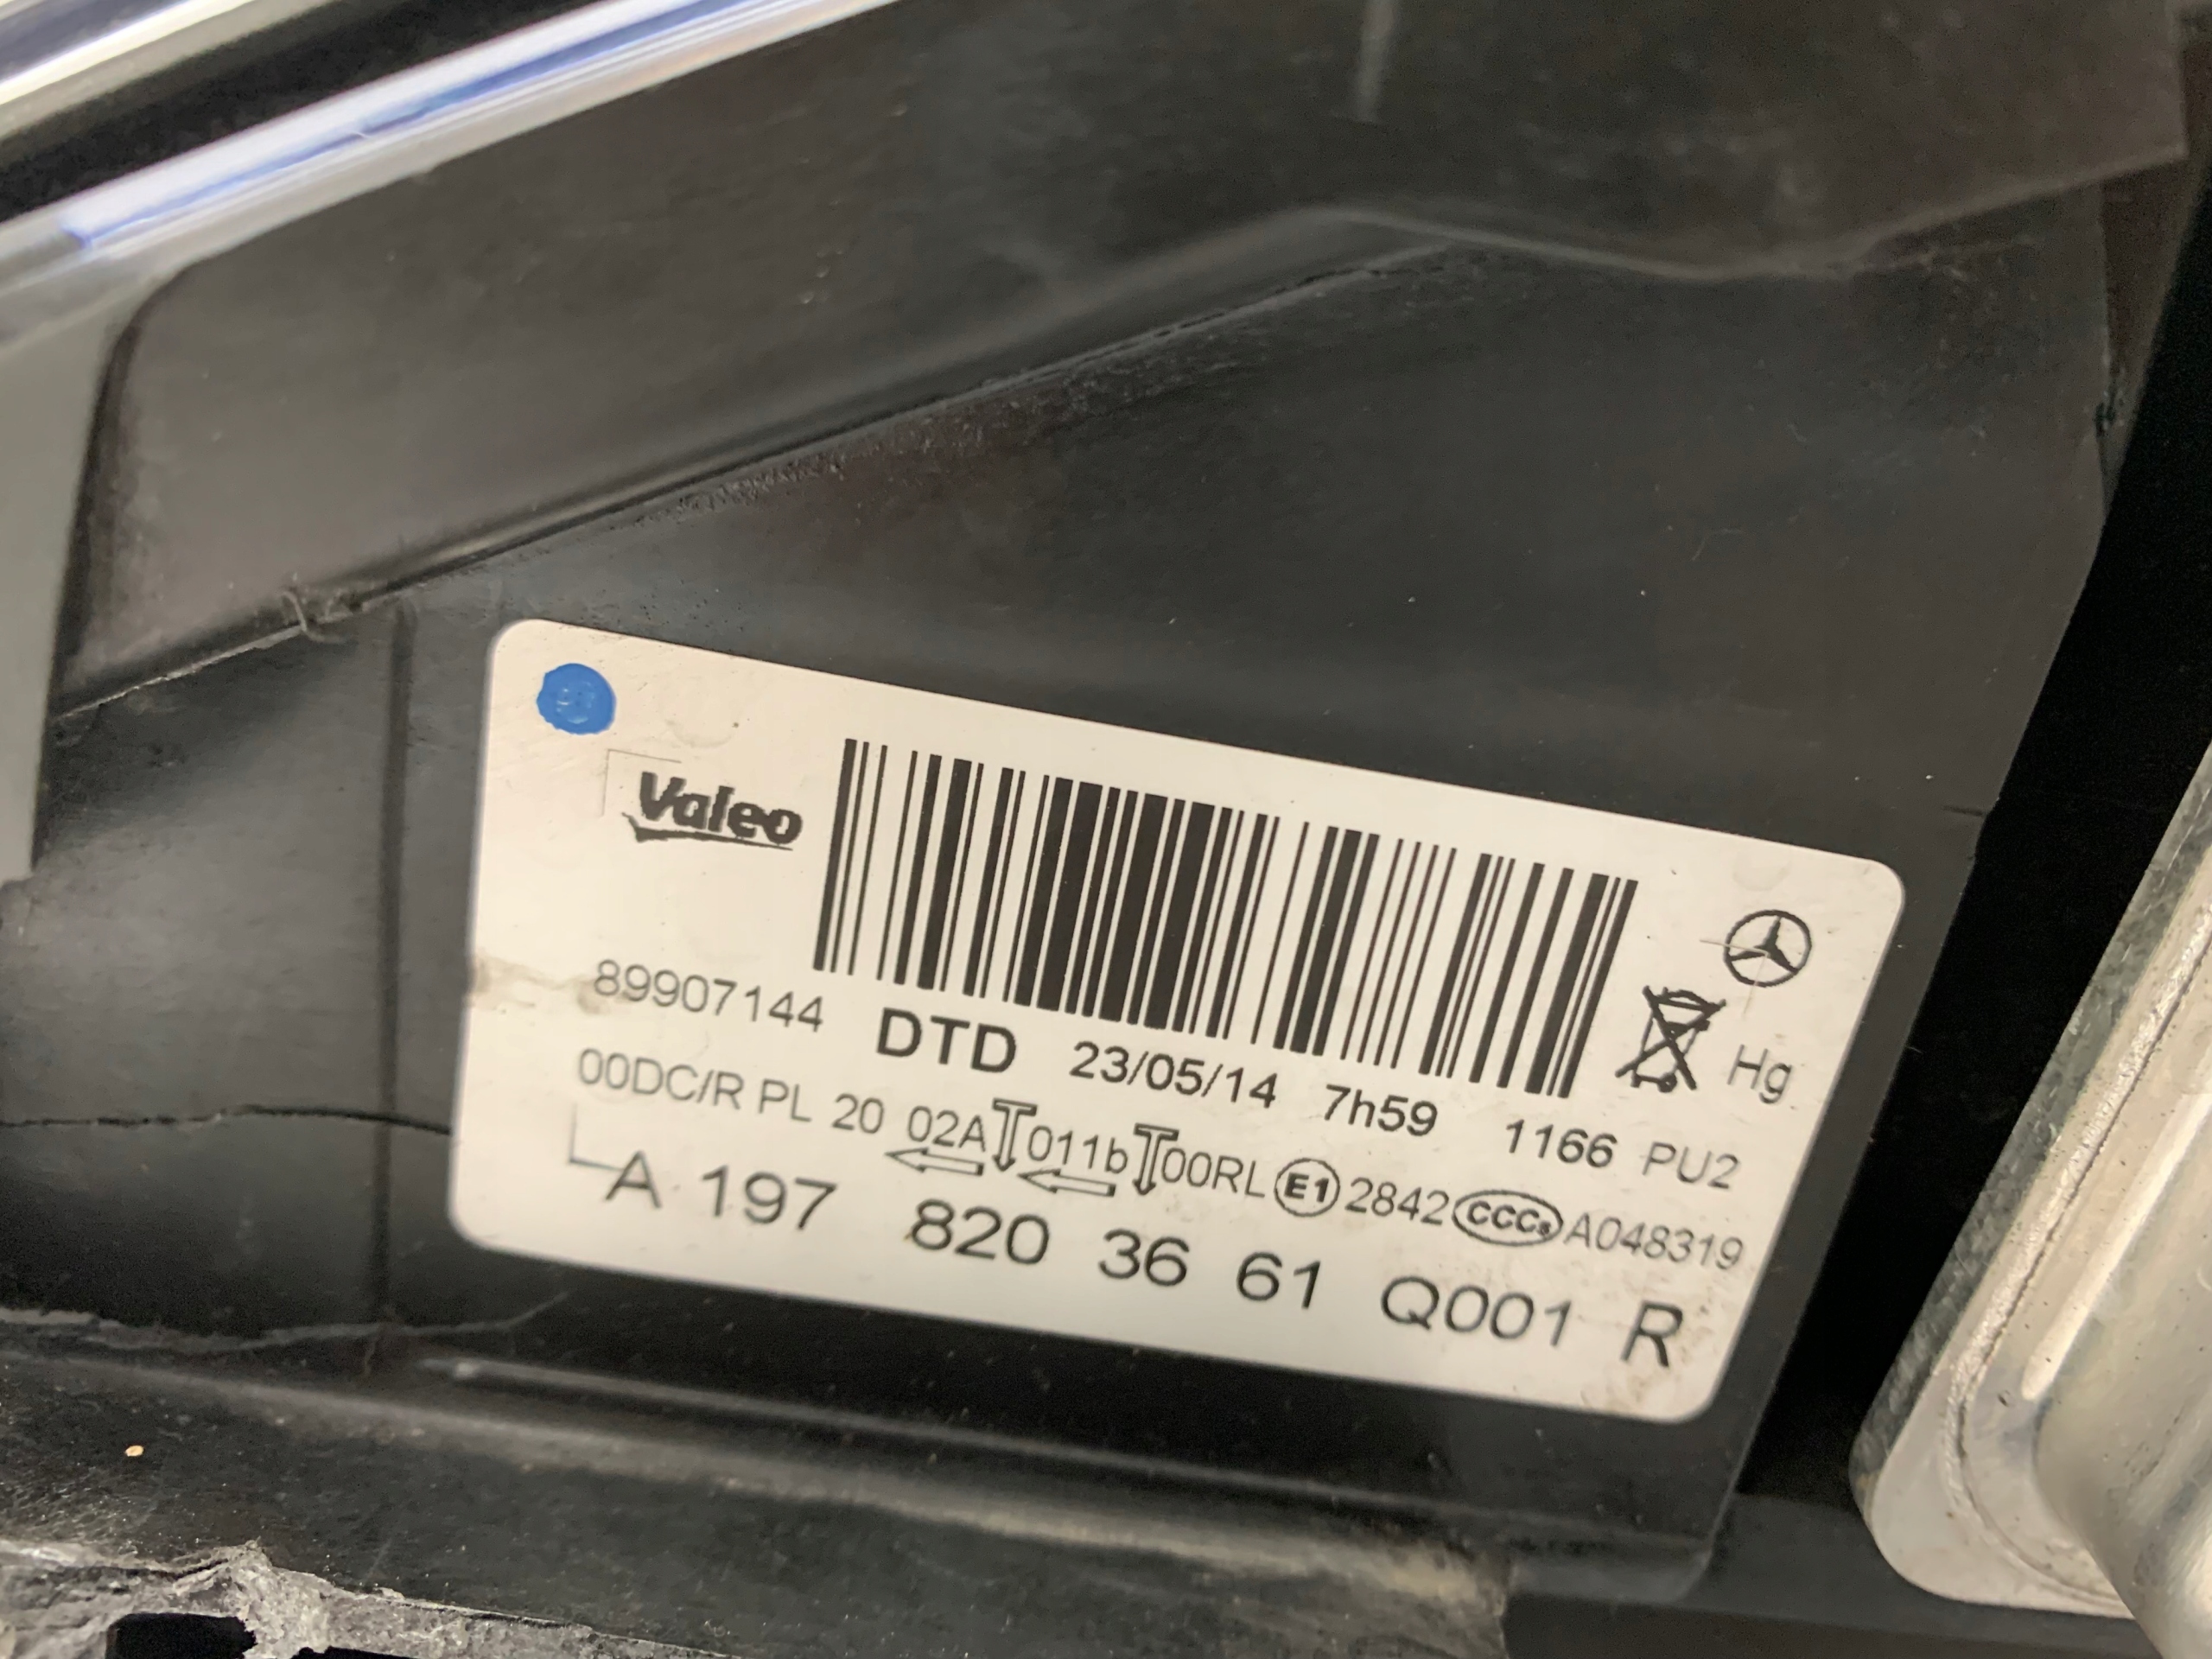 Valeo
89907144 DTD 23/05/14 7h59 1166 PU2
Hg
00DC/R PL 20 02A 011b 00RL E1 2842 CCCs A048319
A 197 820 36 61 Q001 R